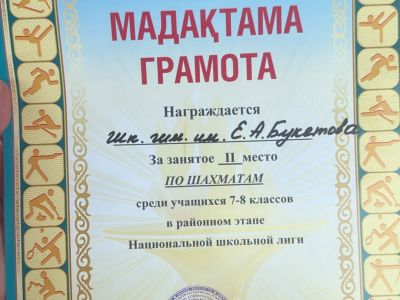 МАДАҚТАМА
ГРАМОТА
Награждается
шк. гим. им. Е.А.Букетова
За занятое II место
ПО ШАХМАТАМ
среди учащихся 7-8 классов
в районном этапе
Национальной школьной лиги